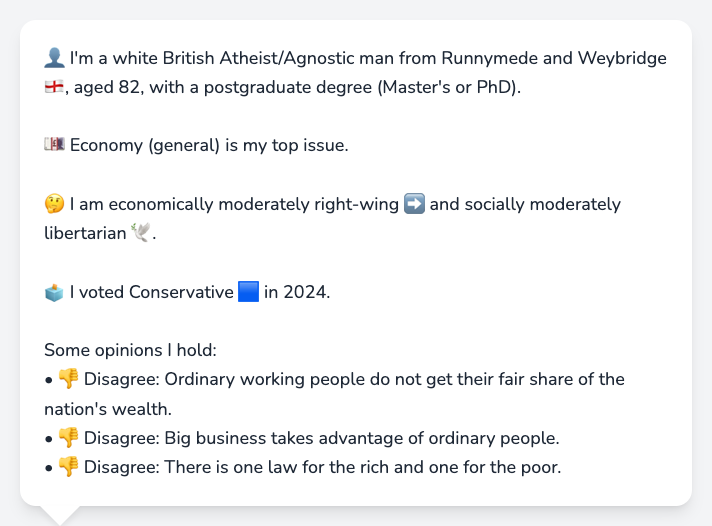 👤 I'm a white British Atheist/Agnostic man from Runnymede and Weybridge
🏴󠁧󠁢󠁥󠁮󠁧󠁿, aged 82, with a postgraduate degree (Master's or PhD).
💷 Economy (general) is my top issue.
🤔 I am economically moderately right-wing ➡️ and socially moderately
libertarian 🕊️.
🗳️ I voted Conservative 🟦 in 2024.
Some opinions I hold:
• 👎 Disagree: Ordinary working people do not get their fair share of the
nation's wealth.
• 👎 Disagree: Big business takes advantage of ordinary people.
• 👎 Disagree: There is one law for the rich and one for the poor.